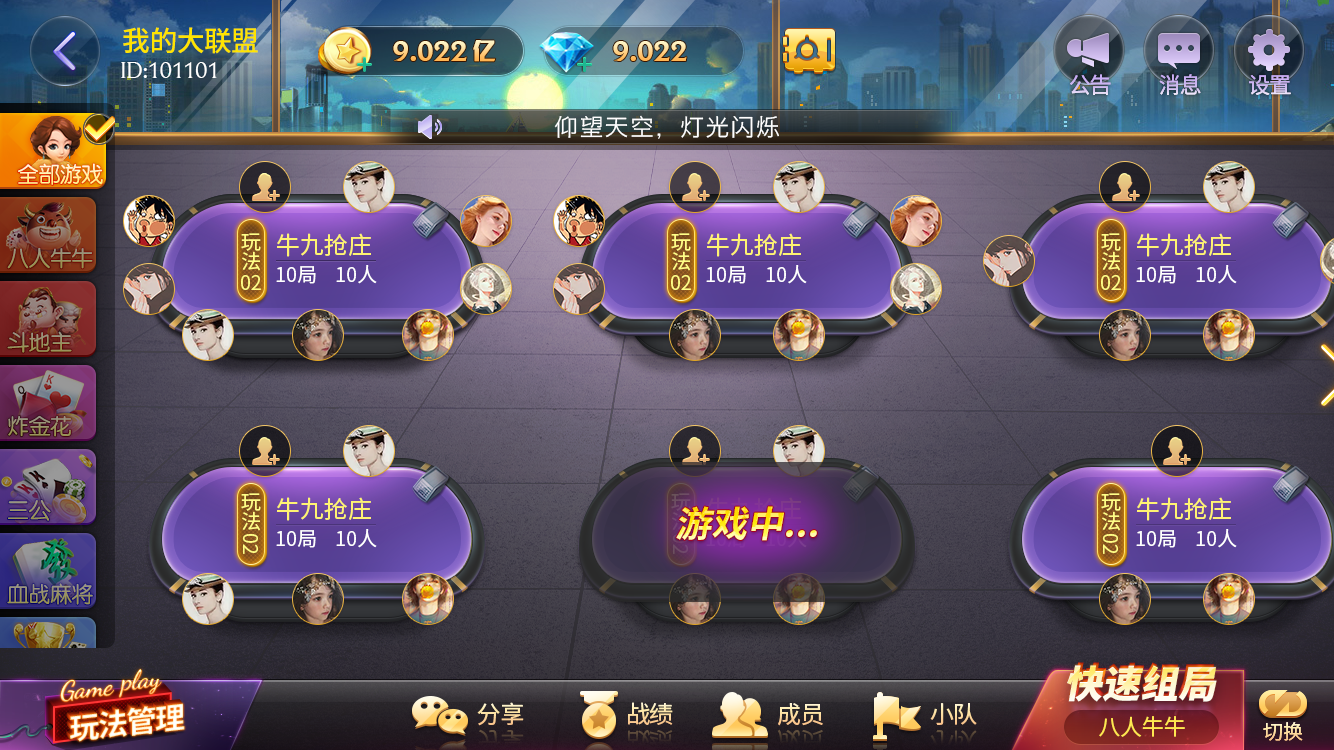 我的大联盟
ID:101101
9.022亿
9.022
公告
消息
设置
仰望天空，灯光闪烁
全部游戏
八人牛牛
斗地主
炸金花
三公
血战麻将
玩法02
牛九抢庄
10局 10人
玩法02
牛九抢庄
10局 10人
玩法02
牛九抢庄
10局 10人
玩法02
牛九抢庄
10局 10人
游戏中...
玩法02
牛九抢庄
10局 10人
Game play
玩法管理
分享
战绩
成员
小队
快速组局
八人牛牛
切换